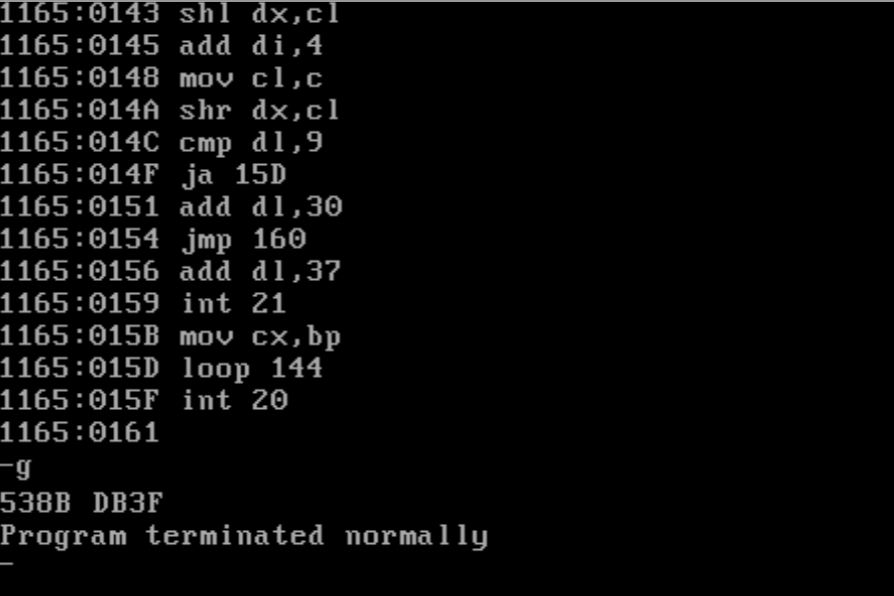 1165:0143 shl dx,cl
1165:0145 add di,4
1165:0148 mov cl,c
1165:014A shr dx,cl
1165:014C cmp dl,9
1165:014F ja 15D
1165:0151 add dl,30
1165:0154 jmp 160
1165:0156 add dl,37
1165:0159 int 21
1165:015B mov cx,bp
1165:015D loop 144
1165:015F int 20
1165:0161
-g
538B DB3F
Program terminated normally
-